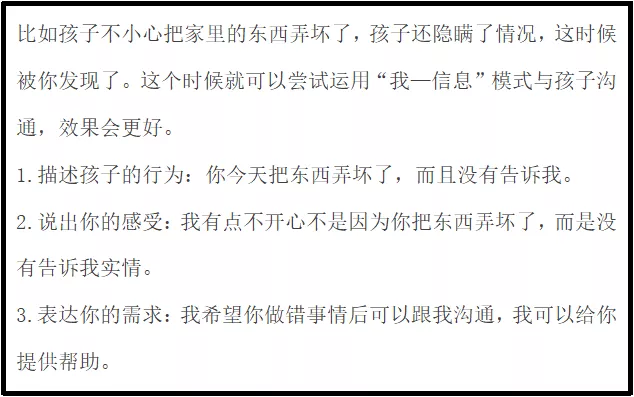 比如孩子不小心把家里的东西弄坏了，孩子还隐瞒了情况，这时候
被你发现了。这个时候就可以尝试运用“我—信息”模式与孩子沟
通，效果会更好。
1.描述孩子的行为：你今天把东西弄坏了，而且没有告诉我。
2.说出你的感受：我有点不开心不是因为你把东西弄坏了，而是没
有告诉我实情。
3.表达你的需求：我希望你做错事情后可以跟我沟通，我可以给你
提供帮助。